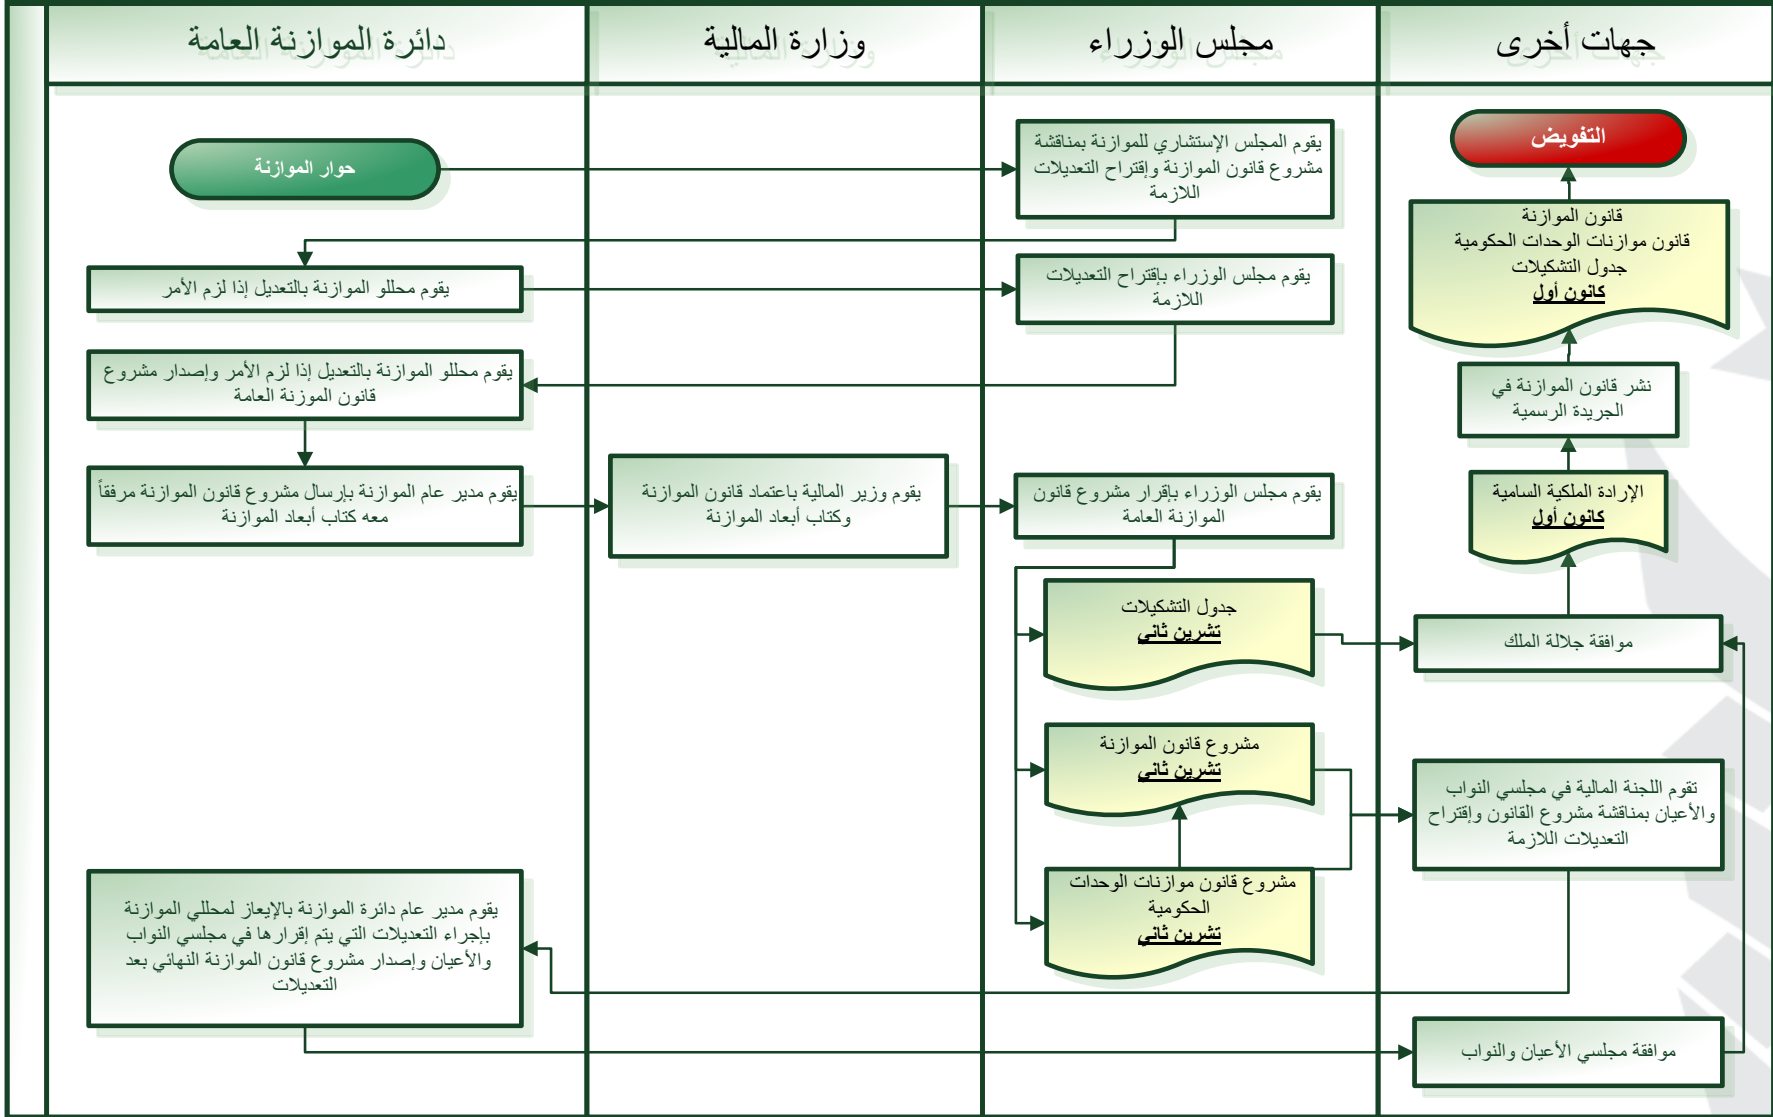 جهات أخرى
مجلس الوزراء
وزارة المالية
دائرة الموازنة العامة
حوار الموازنة
يقوم المجلس الإستشاري للموازنة بمناقشة
مشروع قانون الموازنة وإقتراح التعديلات
اللازمة
يقوم محللو الموازنة بالتعديل إذا لزم الأمر
يقوم مجلس الوزراء بإقتراح التعديلات
اللازمة
يقوم محللو الموازنة بالتعديل إذا لزم الأمر وإصدار مشروع
قانون الموزنة العامة
يقوم مدير عام الموازنة بإرسال مشروع قانون الموازنة مرفقاً
معه كتاب أبعاد الموازنة
يقوم وزير المالية باعتماد قانون الموازنة
وكتاب أبعاد الموازنة
يقوم مجلس الوزراء بإقرار مشروع قانون
الموازنة العامة
جدول التشكيلات
تشرين ثاني
مشروع قانون الموازنة
تشرين ثاني
مشروع قانون موازنات الوحدات
الحكومية
تشرين ثاني
تقوم اللجنة المالية في مجلسي النواب
والأعيان بمناقشة مشروع القانون وإقتراح
التعديلات اللازمة
يقوم مدير عام دائرة الموازنة بالإيعاز لمحللي الموازنة
بإجراء التعديلات التي يتم إقرارها في مجلسي النواب
والأعيان وإصدار مشروع قانون الموازنة النهائي بعد
التعديلات
موافقة مجلسي الأعيان والنواب
موافقة جلالة الملك
الإرادة الملكية السامية
كانون أول
نشر قانون الموازنة في
الجريدة الرسمية
قانون الموازنة
قانون موازنات الوحدات الحكومية
جدول التشكيلات
كانون أول
التفويض